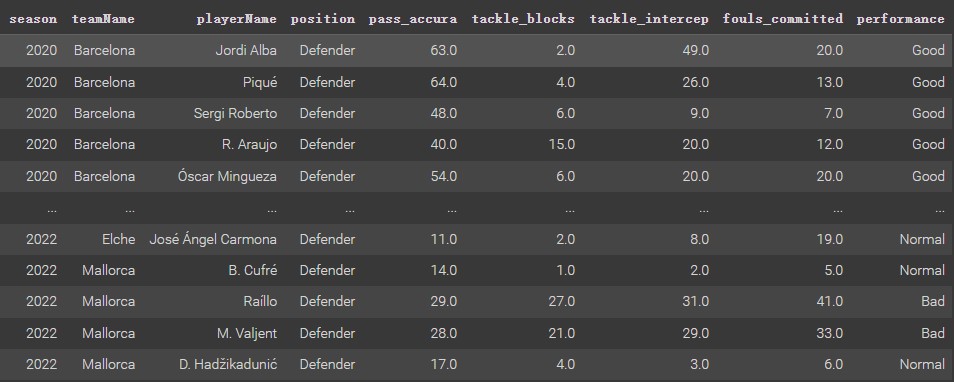 season teamName playerName position pass_accura tackle_blocks tackle_intercep fouls_committed performance
2020 Barcelona Jordi Alba Defender 63.0 2.0 49.0 20.0 Good
2020 Barcelona Piqué Defender 64.0 4.0 26.0 13.0 Good
2020 Barcelona Sergi Roberto Defender 48.0 6.0 9.0 7.0 Good
2020 Barcelona R. Araujo Defender 40.0 15.0 20.0 12.0 Good
2020 Barcelona Óscar Mingueza Defender 54.0 6.0 20.0 20.0 Good
... ... ... ... ... ... ... ... ...
2022 Elche José Ángel Carmona Defender 11.0 2.0 8.0 19.0 Normal
2022 Mallorca B. Cufré Defender 14.0 1.0 2.0 5.0 Normal
2022 Mallorca Raíllo Defender 29.0 27.0 31.0 41.0 Bad
2022 Mallorca M. Valjent Defender 28.0 21.0 29.0 33.0 Bad
2022 Mallorca D. Hadžikadunić Defender 17.0 4.0 3.0 6.0 Normal